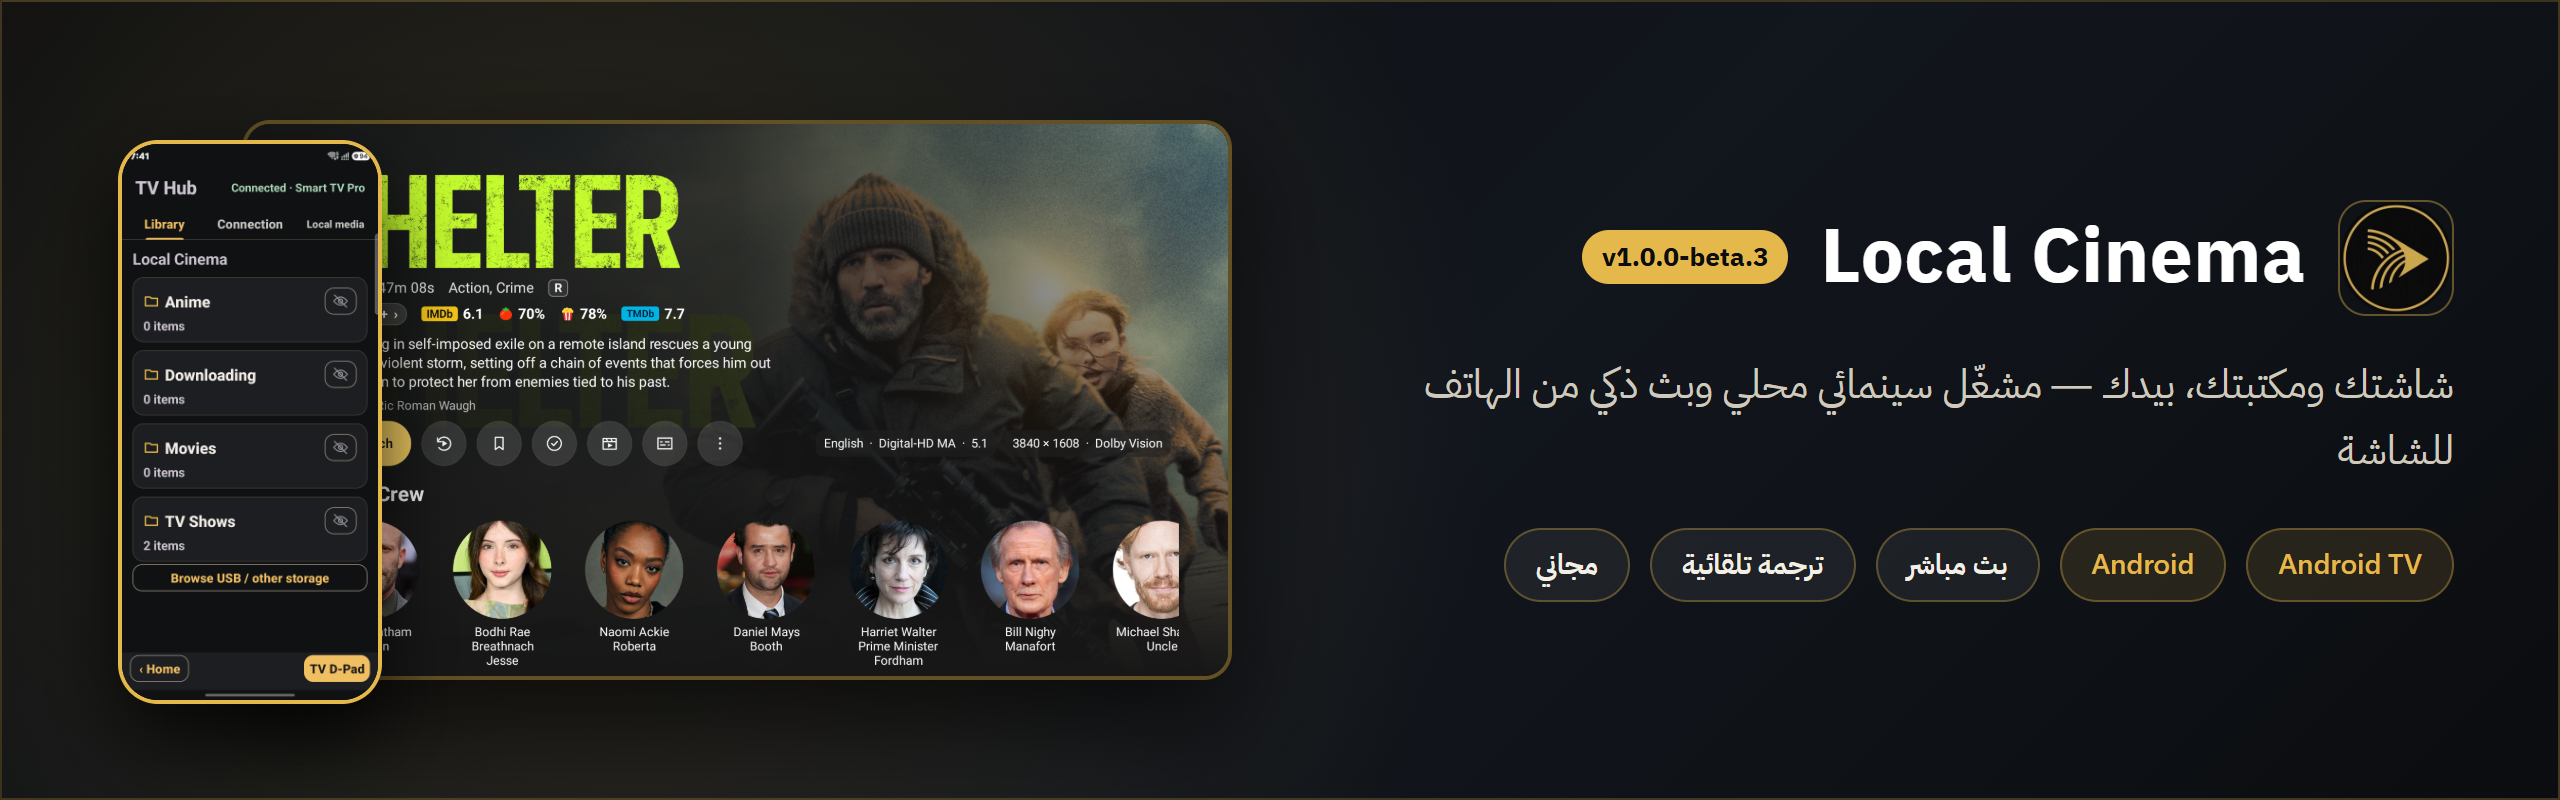 7:41
94
TV Hub
Connected · Smart TV Pro
Library
Connection
Local media
Local Cinema
Anime
0 items
Downloading
0 items
Movies
0 items
TV Shows
2 items
Browse USB / other storage
‹ Home
TV D-Pad
HELTER
47m 08s Action, Crime R
+ › IMDb 6.1 70% 78% TMDb 7.7
g in self-imposed exile on a remote island rescues a young
violent storm, setting off a chain of events that forces him out
n to protect her from enemies tied to his past.
ric Roman Waugh
ch
English · Digital-HD MA · 5.1 3840 × 1608 · Dolby Vision
Crew
tham
n
Bodhi Rae
Breathnach
Jesse
Naomi Ackie
Roberta
Daniel Mays
Booth
Harriet Walter
Prime Minister
Fordham
Bill Nighy
Manafort
Michael Sha
Uncle
Local Cinema
v1.0.0-beta.3
شاشتك ومكتبتك، بيدك — مشغّل سينمائي محلي وبث ذكي من الهاتف
للشاشة
Android TV
Android
بث مباشر
ترجمة تلقائية
مجاني